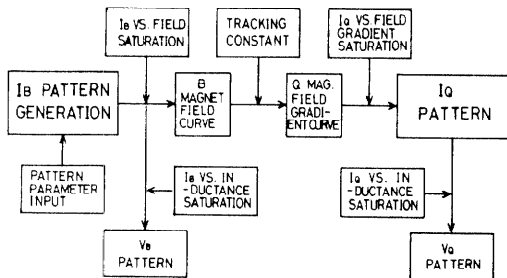 IB VS. FIELD
SATURATION
TRACKING
CONSTANT
IQ VS. FIELD
GRADIENT
SATURATION
IB PATTERN
GENERATION
B
MAGNET
FIELD
CURVE
Q MAG.
FIELD
GRADI-
ENT CURVE
IQ
PATTERN
PATTERN
PARAMETER
INPUT
IB VS. IN
-DUCTANCE
SATURATION
IQ VS. IN
-DUCTANCE
SATURATION
VB
PATTERN
VQ
PATTERN